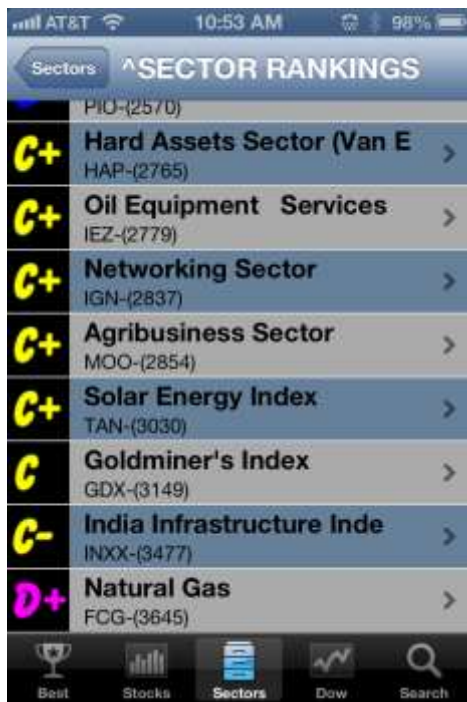 AT&T 10:53 AM 98%
Sectors ^SECTOR RANKINGS
PIO-(2570)
C+ Hard Assets Sector (Van E
HAP-(2765)
C+ Oil Equipment Services
IEZ-(2779)
C+ Networking Sector
IGN-(2837)
C+ Agribusiness Sector
MOO-(2854)
C+ Solar Energy Index
TAN-(3030)
C Goldminer's Index
GDX-(3149)
C- India Infrastructure Inde
INXX-(3477)
D+ Natural Gas
FCG-(3645)
Best Stocks Sectors Dow Search